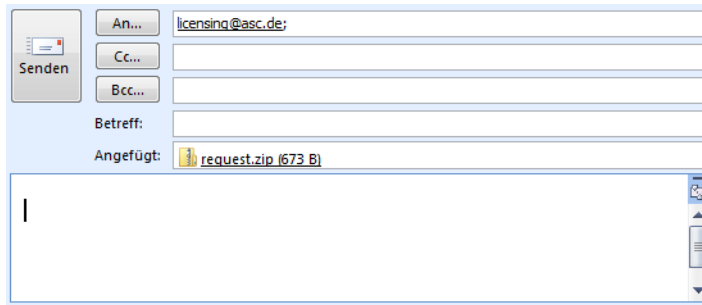 An... licensing@asc.de;
Senden
Cc...
Bcc...
Betreff:
Angefügt: request.zip (673 B)